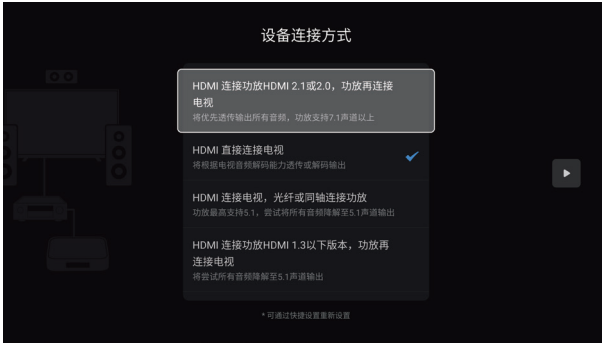 设备连接方式
HDMI 连接功放HDMI 2.1或2.0，功放再连接
电视
将优先透传输出所有音频，功放支持7.1声道以上
HDMI 直接连接电视
将根据电视音频解码能力透传或解码输出
HDMI 连接电视，光纤或同轴连接功放
功放最高支持5.1，尝试将所有音频降解至5.1声道输出
HDMI 连接功放HDMI 1.3以下版本，功放再
连接电视
将尝试所有音频降解至5.1声道输出
* 可通过快捷设置重新设置